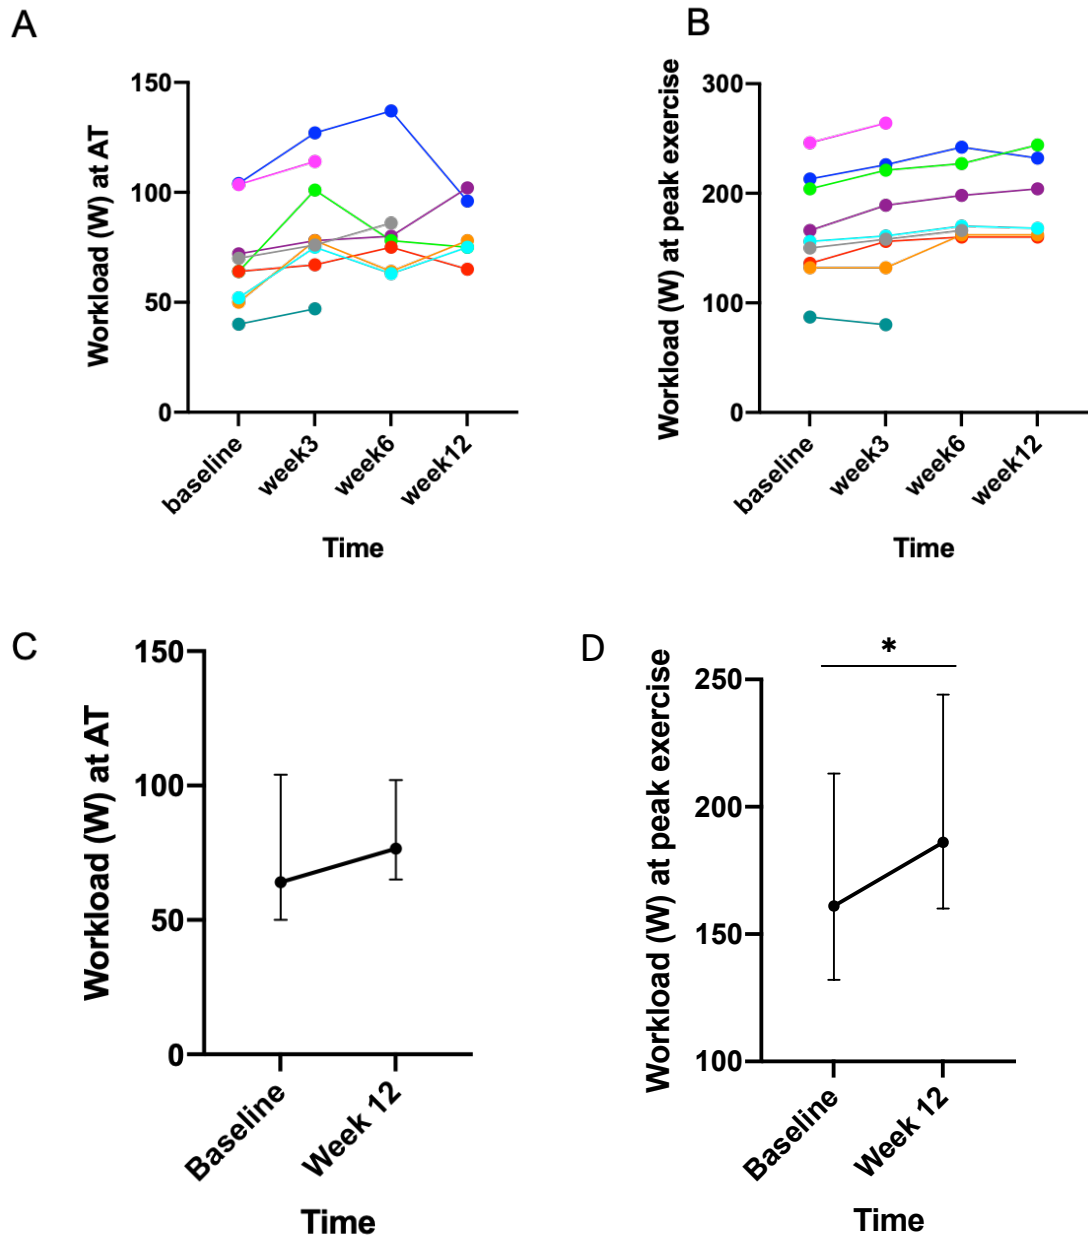 A
Workload (W) at AT
150
100
50
0
baseline
week3
week6
week12
Time
B
Workload (W) at peak exercise
300
200
100
0
baseline
week3
week6
week12
Time
C
Workload (W) at AT
150
100
50
0
Baseline
Week 12
Time
D
Workload (W) at peak exercise
*
250
200
150
100
Baseline
Week 12
Time